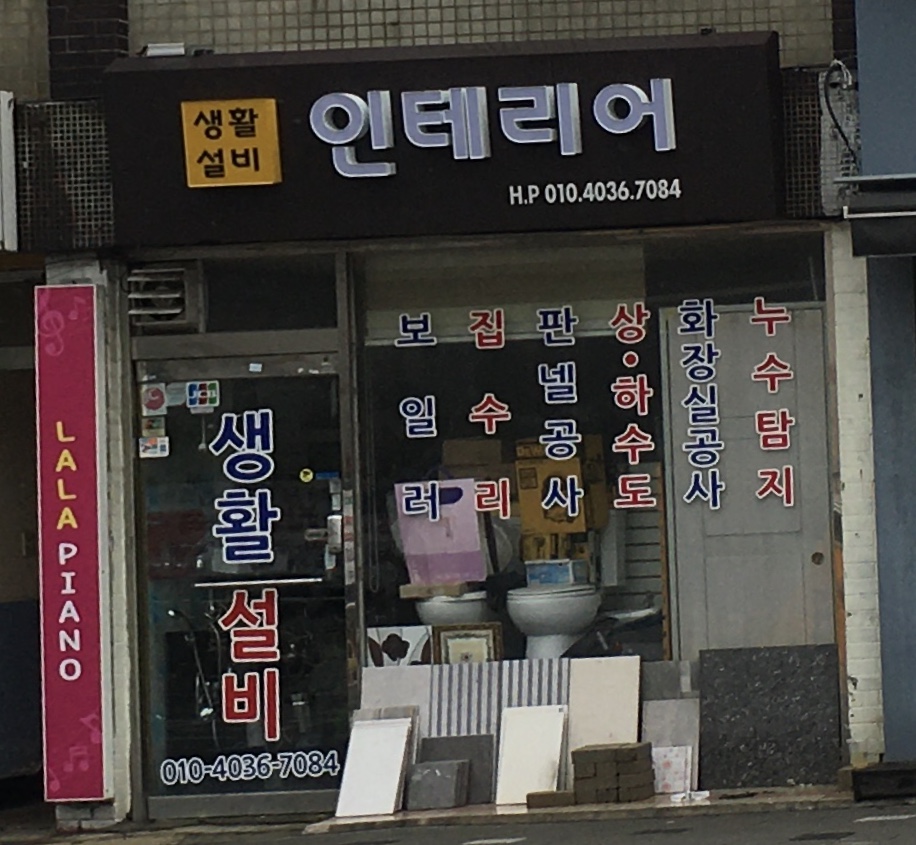 생활
설비
인테리어
H.P 010.4036.7084
LALA PIANO
JCB
생활
설비
010-4036-7084
보일러
집수리
판넬공사
상·하수도
화장실공사
누수탐지